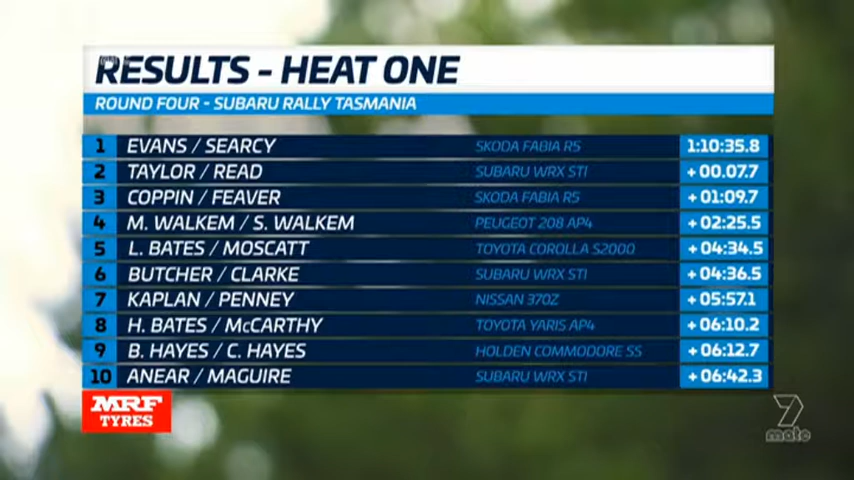 RESULTS - HEAT ONE
ROUND FOUR - SUBARU RALLY TASMANIA
1 EVANS / SEARCY SKODA FABIA R5 1:10:35.8
2 TAYLOR / READ SUBARU WRX STI + 00.07.7
3 COPPIN / FEAVER SKODA FABIA R5 + 01:09.7
4 M. WALKEM / S. WALKEM PEUGEOT 208 AP4 + 02:25.5
5 L. BATES / MOSCATT TOYOTA COROLLA S2000 + 04:34.5
6 BUTCHER / CLARKE SUBARU WRX STI + 04:36.5
7 KAPLAN / PENNEY NISSAN 370Z + 05:57.1
8 H. BATES / McCARTHY TOYOTA YARIS AP4 + 06:10.2
9 B. HAYES / C. HAYES HOLDEN COMMODORE SS + 06:12.7
10 ANEAR / MAGUIRE SUBARU WRX STI + 06:42.3
MRF
TYRES
7
mate